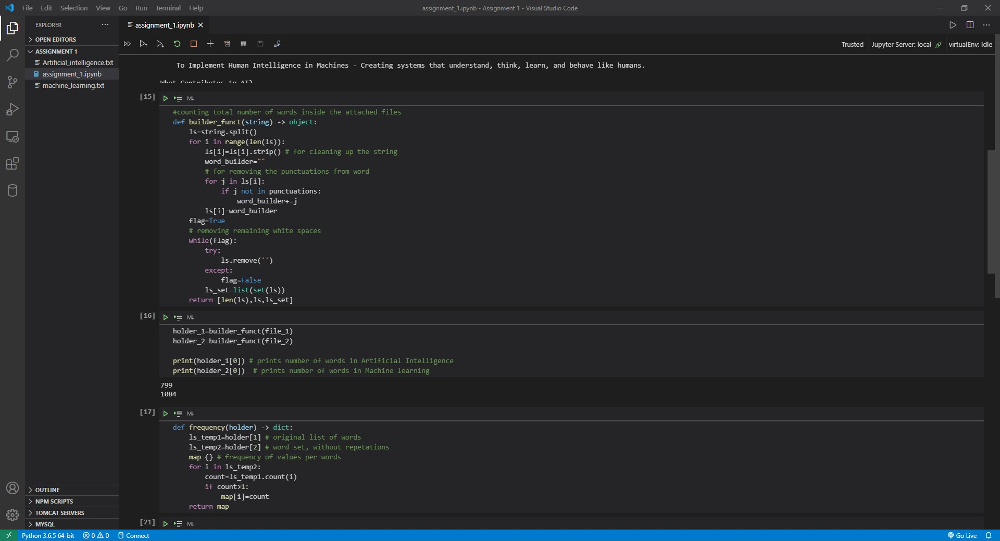 File Edit Selection View Go Run Terminal Help
assignment_1.ipynb - Assignment 1 - Visual Studio Code
EXPLORER
OPEN EDITORS
ASSIGNMENT 1
Artificial_intelligence.txt
assignment_1.ipynb
machine_learning.txt
OUTLINE
NPM SCRIPTS
TOMCAT SERVERS
MYSQL
assignment_1.ipynb
Trusted
Jupyter Server: local
virtualEnv: Idle
To Implement Human Intelligence in Machines - Creating systems that understand, think, learn, and behave like humans.
What Contributes to AI?
[15]
M↓
#counting total number of words inside the attached files
def builder_funct(string) -> object:
    ls=string.split()
    for i in range(len(ls)):
        ls[i]=ls[i].strip() # for cleaning up the string
        word_builder=""
        # for removing the punctuations from word
        for j in ls[i]:
            if j not in punctuations:
                word_builder+=j
        ls[i]=word_builder
    flag=True
    # removing remaining white spaces
    while(flag):
        try:
            ls.remove('')
        except:
            flag=False
        ls_set=list(set(ls))
    return [len(ls),ls,ls_set]
[16]
M↓
holder_1=builder_funct(file_1)
holder_2=builder_funct(file_2)
print(holder_1[0]) # prints number of words in Artificial Intelligence
print(holder_2[0])  # prints number of words in Machine learning
799
1084
[17]
M↓
def frequency(holder) -> dict:
    ls_temp1=holder[1] # original list of words
    ls_temp2=holder[2] # word set, without repetations
    map={} # frequency of values per words
    for i in ls_temp2:
        count=ls_temp1.count(i)
        if count>1:
            map[i]=count
    return map
[21]
M↓
Python 3.6.5 64-bit
0 0
Connect
Go Live